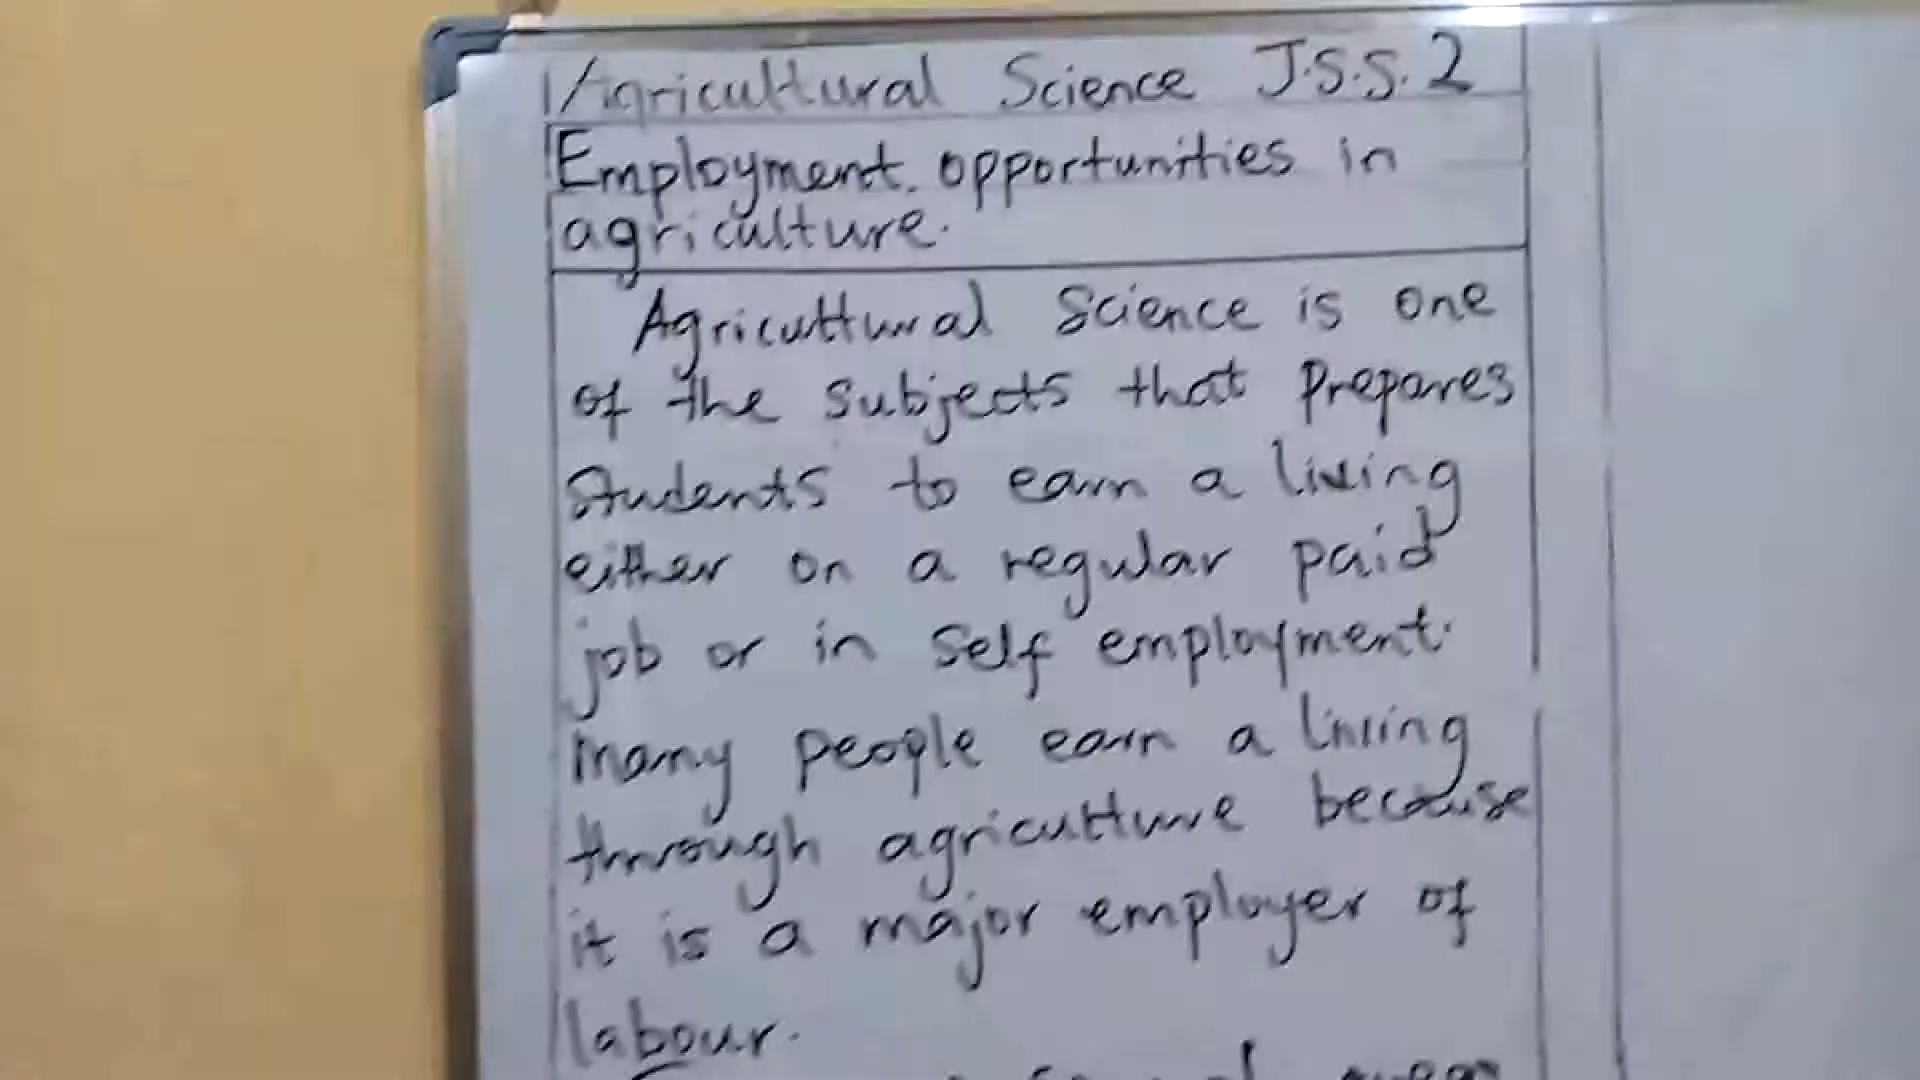 Agricultural Science J.S.S.2
Employment opportunities in
agriculture.
Agricultural Science is one
of the subjects that prepares
students to earn a living
either on a regular paid
job or in self employment.
many people earn a living
through agriculture because
it is a major employer of
labour.